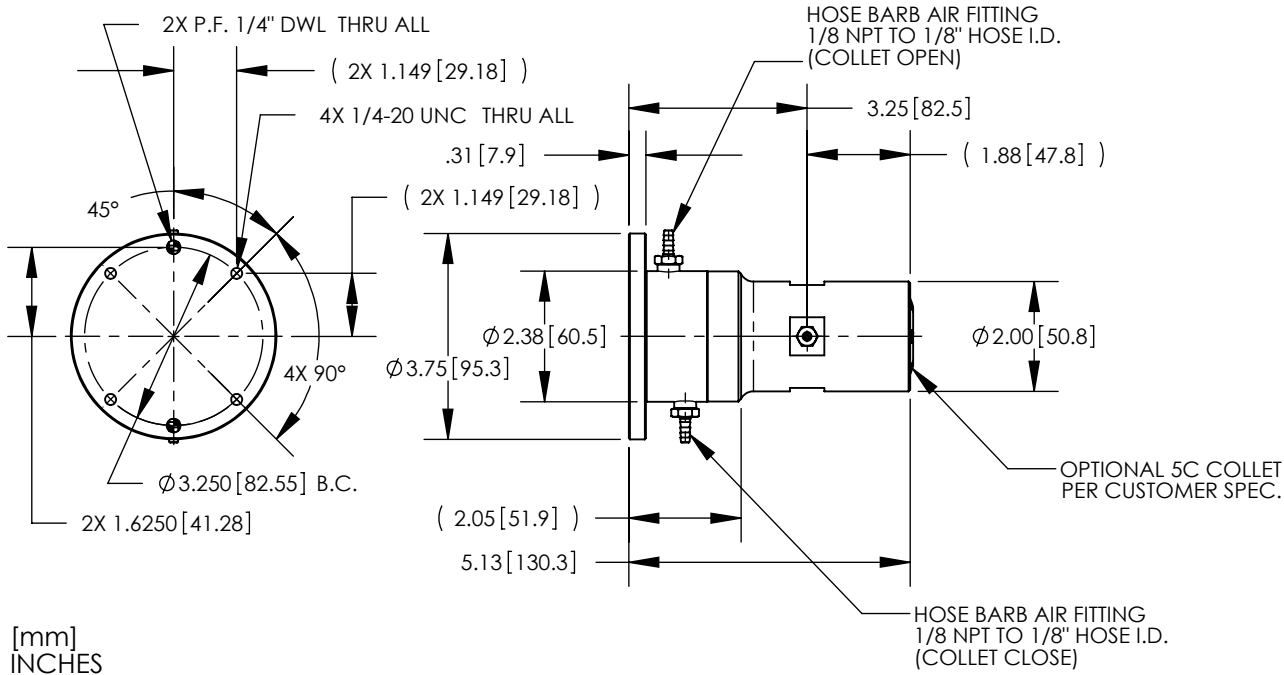 2X P.F. 1/4" DWL THRU ALL
( 2X 1.149 [29.18] )
4X 1/4-20 UNC THRU ALL
( 2X 1.149 [29.18] )
45°
4X 90°
Ø3.250 [82.55] B.C.
2X 1.6250 [41.28]
HOSE BARB AIR FITTING
1/8 NPT TO 1/8" HOSE I.D.
(COLLET OPEN)
3.25 [82.5]
.31 [7.9]
( 1.88 [47.8] )
Ø2.38 [60.5]
Ø3.75 [95.3]
Ø2.00 [50.8]
OPTIONAL 5C COLLET
PER CUSTOMER SPEC.
( 2.05 [51.9] )
5.13 [130.3]
HOSE BARB AIR FITTING
1/8 NPT TO 1/8" HOSE I.D.
(COLLET CLOSE)
[mm]
INCHES